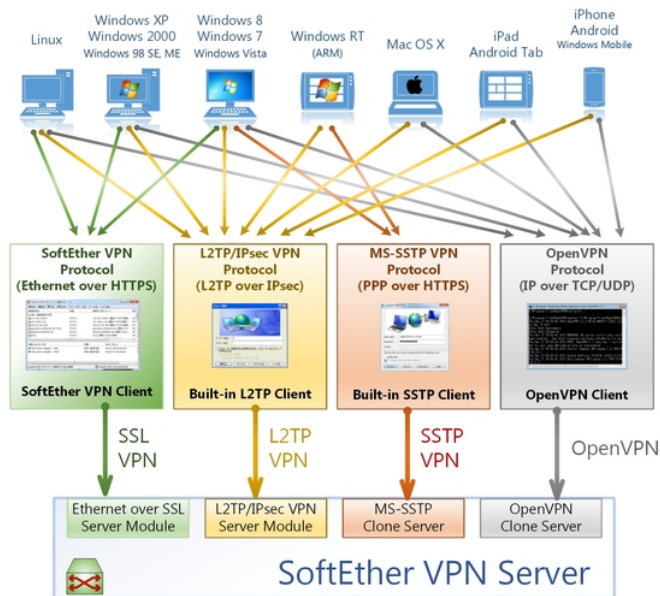 Linux
Windows XP
Windows 2000
Windows 98 SE, ME
Windows 8
Windows 7
Windows Vista
Windows RT
(ARM)
Mac OS X
iPad
Android Tab
iPhone
Android
Windows Mobile
SoftEther VPN
Protocol
(Ethernet over HTTPS)
SoftEther VPN Client
L2TP/IPsec VPN
Protocol
(L2TP over IPsec)
Built-in L2TP Client
MS-SSTP VPN
Protocol
(PPP over HTTPS)
Built-in SSTP Client
OpenVPN
Protocol
(IP over TCP/UDP)
OpenVPN Client
SSL
VPN
L2TP
VPN
SSTP
VPN
OpenVPN
Ethernet over SSL
Server Module
L2TP/IPsec VPN
Server Module
MS-SSTP
Clone Server
OpenVPN
Clone Server
SoftEther VPN Server